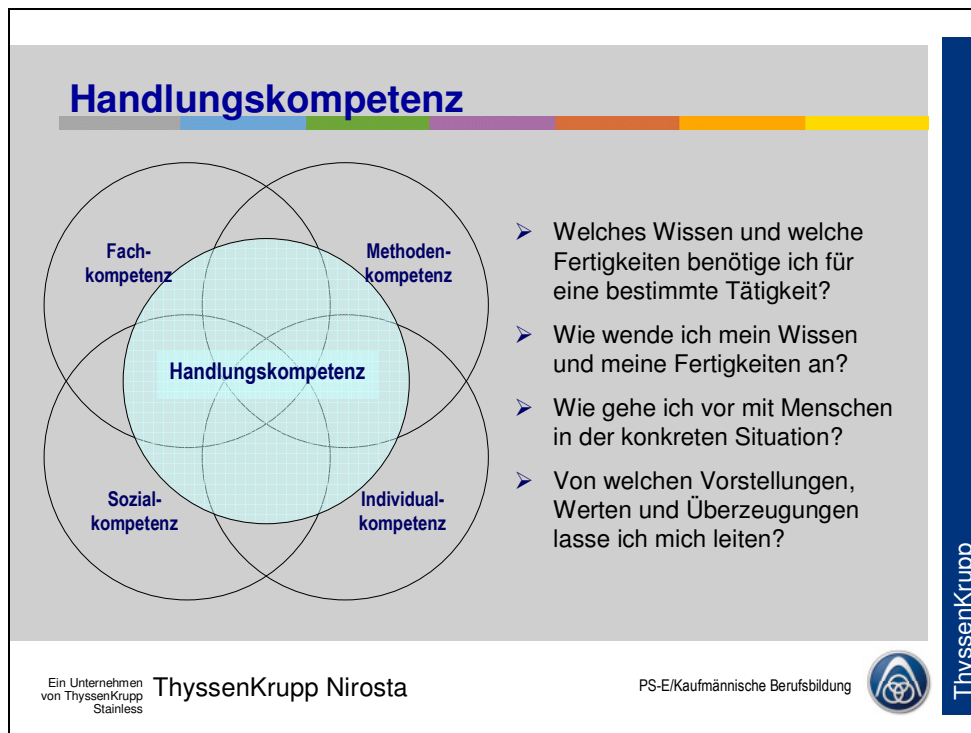 Handlungskompetenz
Fach-
kompetenz
Methoden-
kompetenz
Handlungskompetenz
Sozial-
kompetenz
Individual-
kompetenz
Welches Wissen und welche
Fertigkeiten benötige ich für
eine bestimmte Tätigkeit?
Wie wende ich mein Wissen
und meine Fertigkeiten an?
Wie gehe ich vor mit Menschen
in der konkreten Situation?
Von welchen Vorstellungen,
Werten und Überzeugungen
lasse ich mich leiten?
Ein Unternehmen
von ThyssenKrupp
Stainless
ThyssenKrupp Nirosta
PS-E/Kaufmännische Berufsbildung
ThyssenKrupp